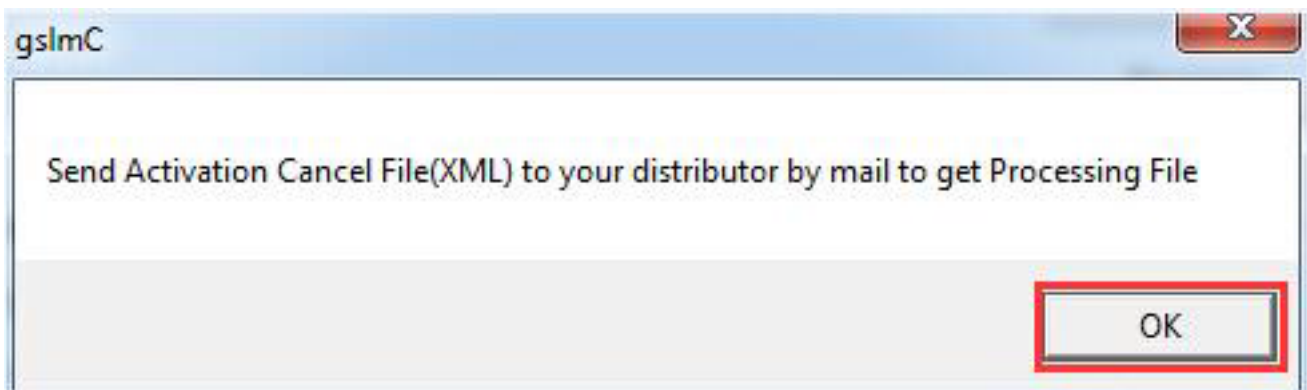 gslmC
Send Activation Cancel File(XML) to your distributor by mail to get Processing File
OK